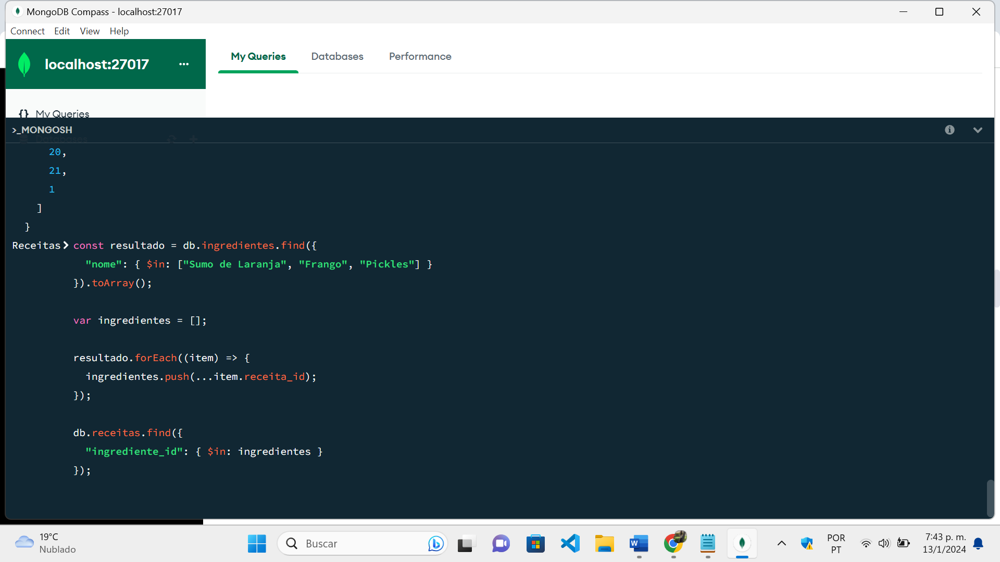 MongoDB Compass - localhost:27017
Connect Edit View Help
localhost:27017 ...
My Queries Databases Performance
{} My Queries
>_MONGOSH
Databases
20,
21,
1
]
}
Receitas> const resultado = db.ingredientes.find({
"nome": { $in: ["Sumo de Laranja", "Frango", "Pickles"] }
}).toArray();
var ingredientes = [];
resultado.forEach((item) => {
ingredientes.push(...item.receita_id);
});
db.receitas.find({
"ingrediente_id": { $in: ingredientes }
});
19°C
Nublado
Buscar
POR
PT
7:43 p. m.
13/1/2024